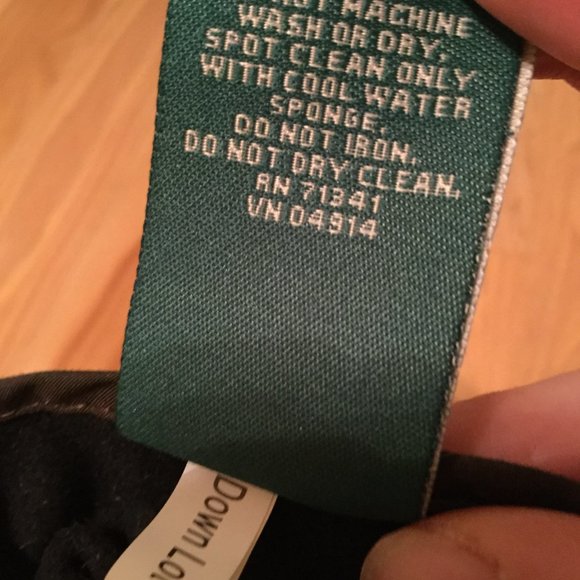 MACHINE
WASH OR DRY.
SPOT CLEAN ONLY
WITH COOL WATER
SPONGE.
DO NOT IRON.
DO NOT DRY CLEAN.
RN 71341
VN 04914
Down